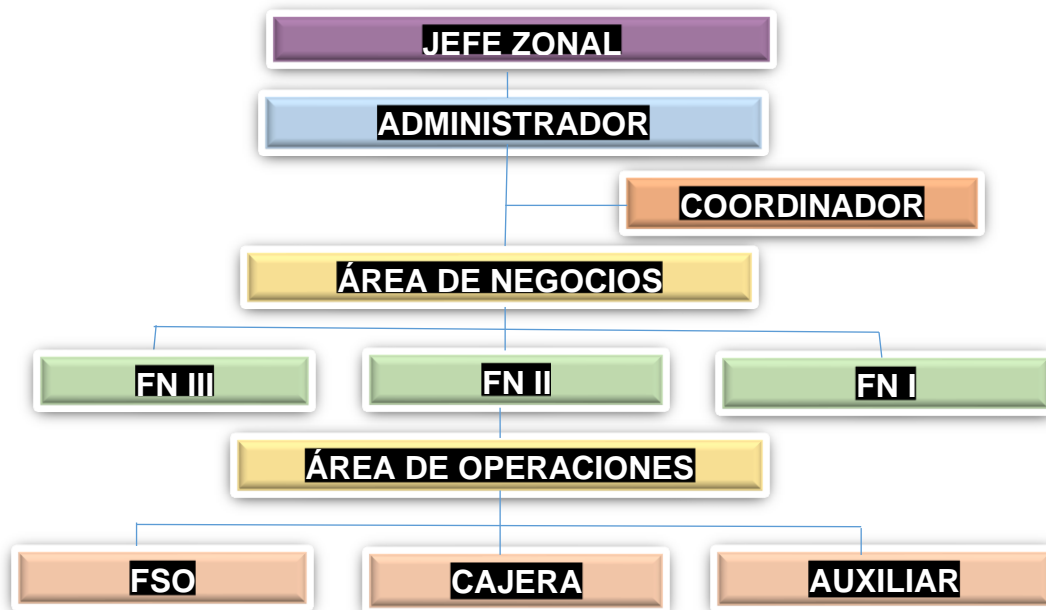 JEFE ZONAL
ADMINISTRADOR
COORDINADOR
ÁREA DE NEGOCIOS
FN III
FN II
FN I
ÁREA DE OPERACIONES
FSO
CAJERA
AUXILIAR